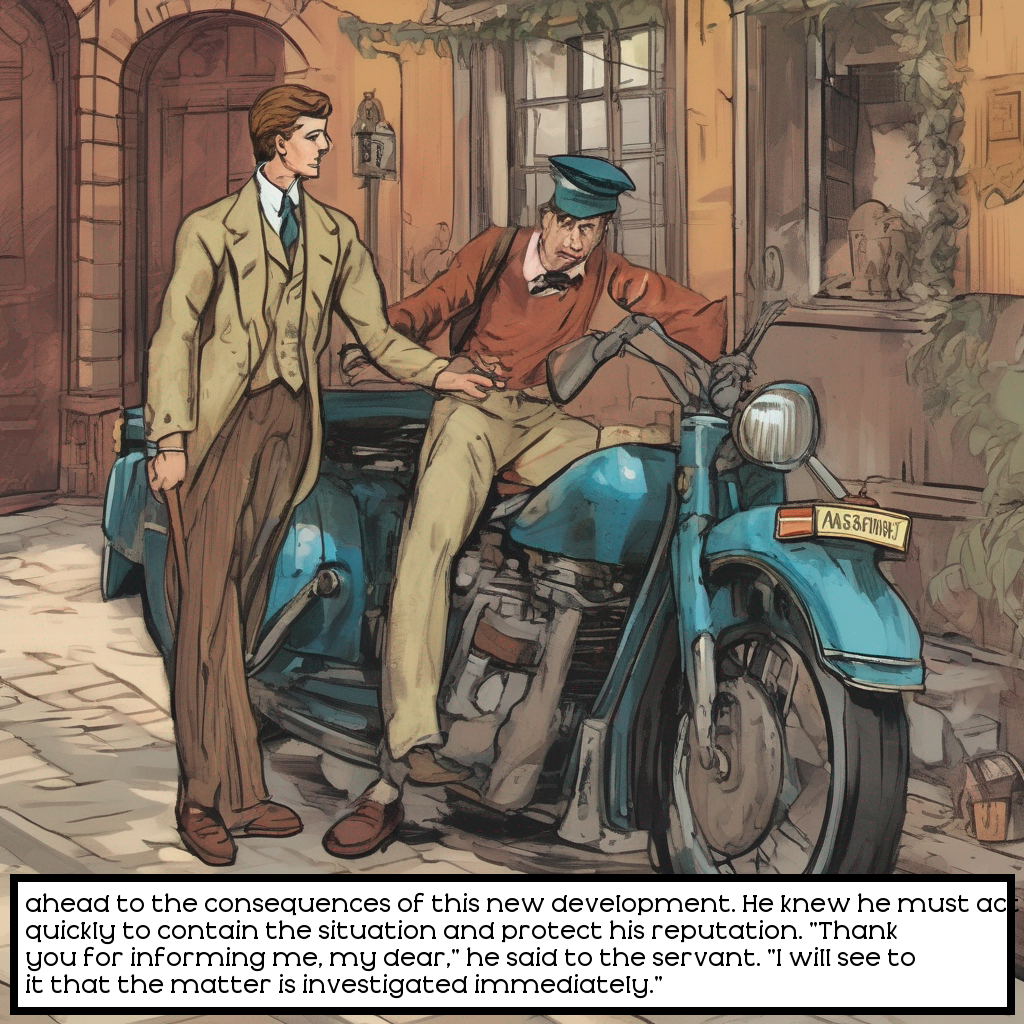 ahead to the consequences of this new development. He knew he must act
quickly to contain the situation and protect his reputation. "Thank
you for informing me, my dear," he said to the servant. "I will see to
it that the matter is investigated immediately."